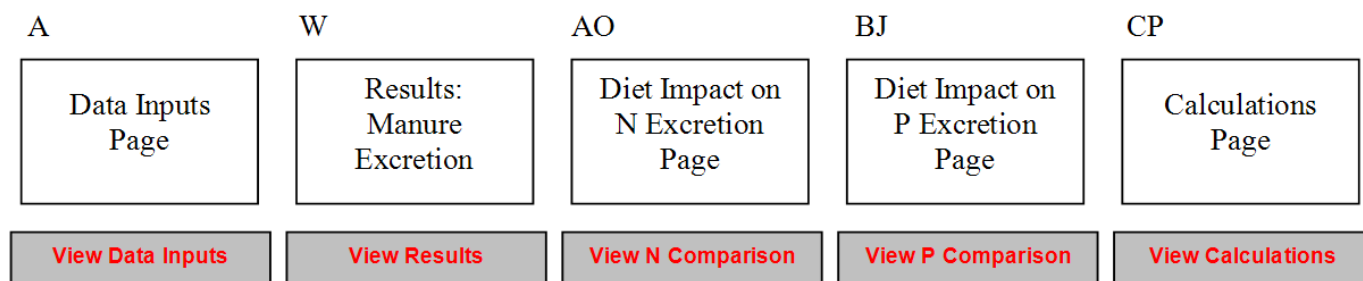 A
W
AO
BJ
CP
Data Inputs
Page
Results:
Manure
Excretion
Diet Impact on
N Excretion
Page
Diet Impact on
P Excretion
Page
Calculations
Page
View Data Inputs
View Results
View N Comparison
View P Comparison
View Calculations